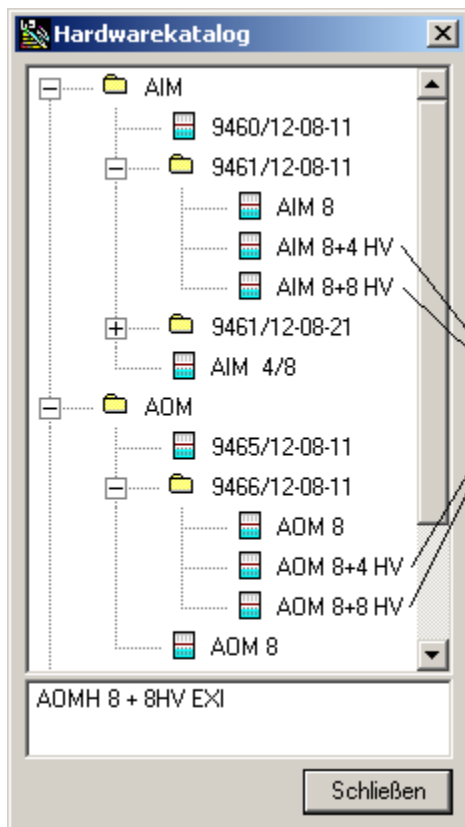 Hardwarekatalog
AIM
9460/12-08-11
9461/12-08-11
AIM 8
AIM 8+4 HV
AIM 8+8 HV
9461/12-08-21
AIM 4/8
AOM
9465/12-08-11
9466/12-08-11
AOM 8
AOM 8+4 HV
AOM 8+8 HV
AOM 8
AOMH 8 + 8HV EXI
Schließen